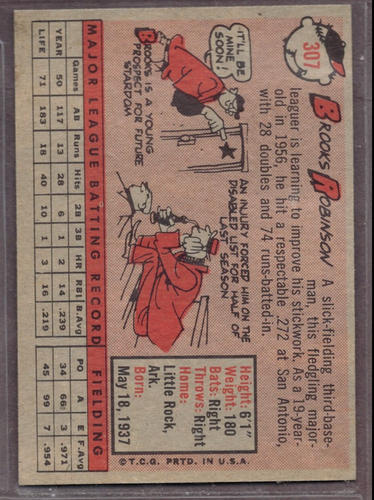 307
BROOKS ROBINSON
A slick-fielding third-base-
man, this fledgling major-
leaguer is learning to improve his stickwork. As a 19-year-
old in 1956, he hit a respectable .272 at San Antonio,
with 28 doubles and 74 runs-batted-in.
IT'LL BE
MINE
SOON!
BROOKS IS A YOUNG
PROSPECT FOR FUTURE
STARDOM
AN INJURY FORCED HIM ON THE
DISABLED LIST FOR HALF OF
LAST SEASON
Height: 6'1"
Weight: 180
Bats: Right
Throws: Right
Home:
Little Rock,
Ark.
Born:
May 18, 1937
MAJOR LEAGUE BATTING RECORD FIELDING
Games AB Runs Hits 2B 3B HR RBI B.Avg PO A E F.Avg
YEAR 50 117 13 28 6 1 2 14 .239 34 66 3 .971
LIFE 71 183 18 40 10 1 3 16 .219 45 99 7 .954
© T.C.G. PRTD. IN U.S.A.